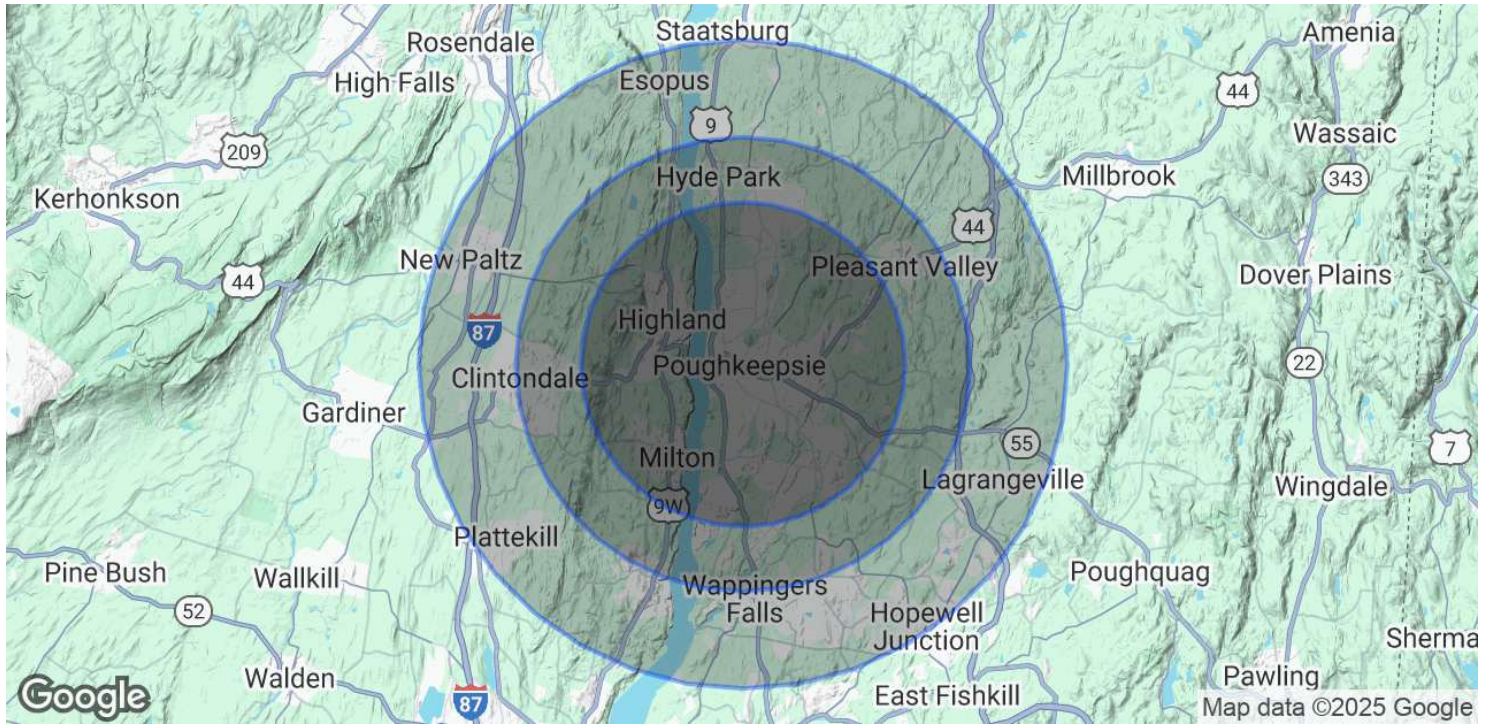 Staatsburg
Amenia
Rosendale
High Falls
Esopus
44
9
Wassaic
209
343
Hyde Park
Millbrook
Kerhonkson
44
New Paltz
Pleasant Valley
Dover Plains
44
Highland
87
22
Poughkeepsie
Clintondale
Gardiner
55
7
Milton
Lagrangeville
Wingdale
9W
Plattekill
Pine Bush
Wallkill
Poughquag
Wappingers
Falls
52
Hopewell
Junction
Sherma
Walden
Pawling
East Fishkill
Google
87
Map data ©2025 Google